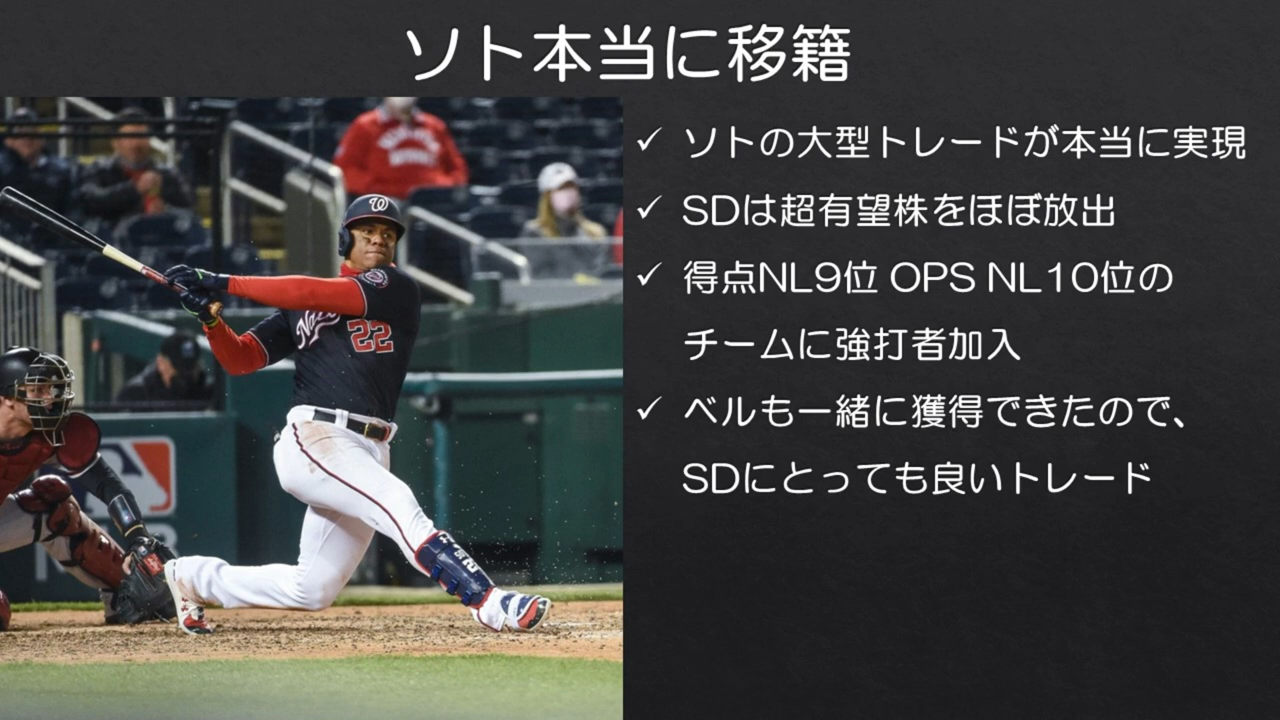 ソト本当に移籍
✓ ソトの大型トレードが本当に実現
✓ SDは超有望株をほぼ放出
✓ 得点NL9位 OPS NL10位の
チームに強打者加入
✓ ベルも一緒に獲得できたので、
SDにとっても良いトレード
W
22